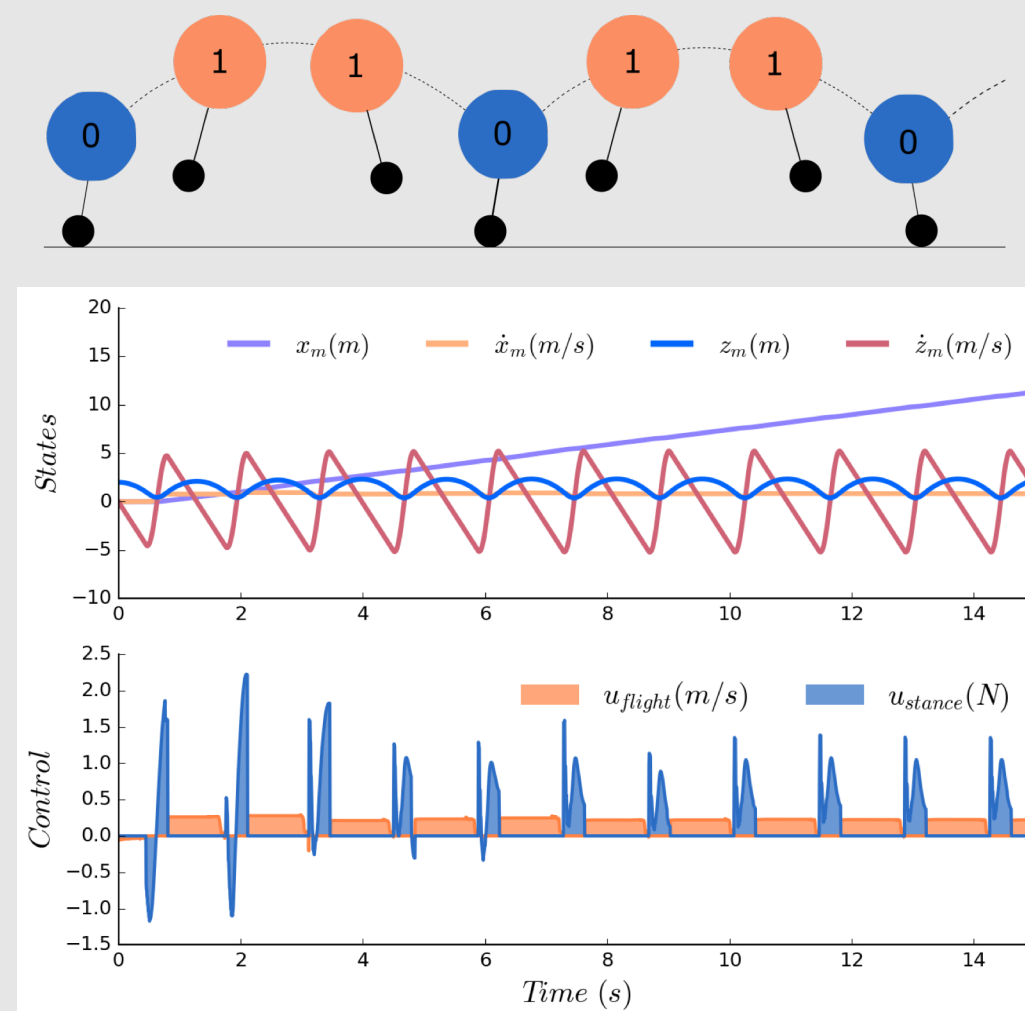 0 1 1 0 1 1 0
20
15
10
5
0
−5
−10
States
x_m(m) ẋ_m(m/s) z_m(m) ż_m(m/s)
0 2 4 6 8 10 12 14
2.5
2.0
1.5
1.0
0.5
0.0
−0.5
−1.0
−1.5
Control
u_flight(m/s) u_stance(N)
0 2 4 6 8 10 12 14
Time (s)